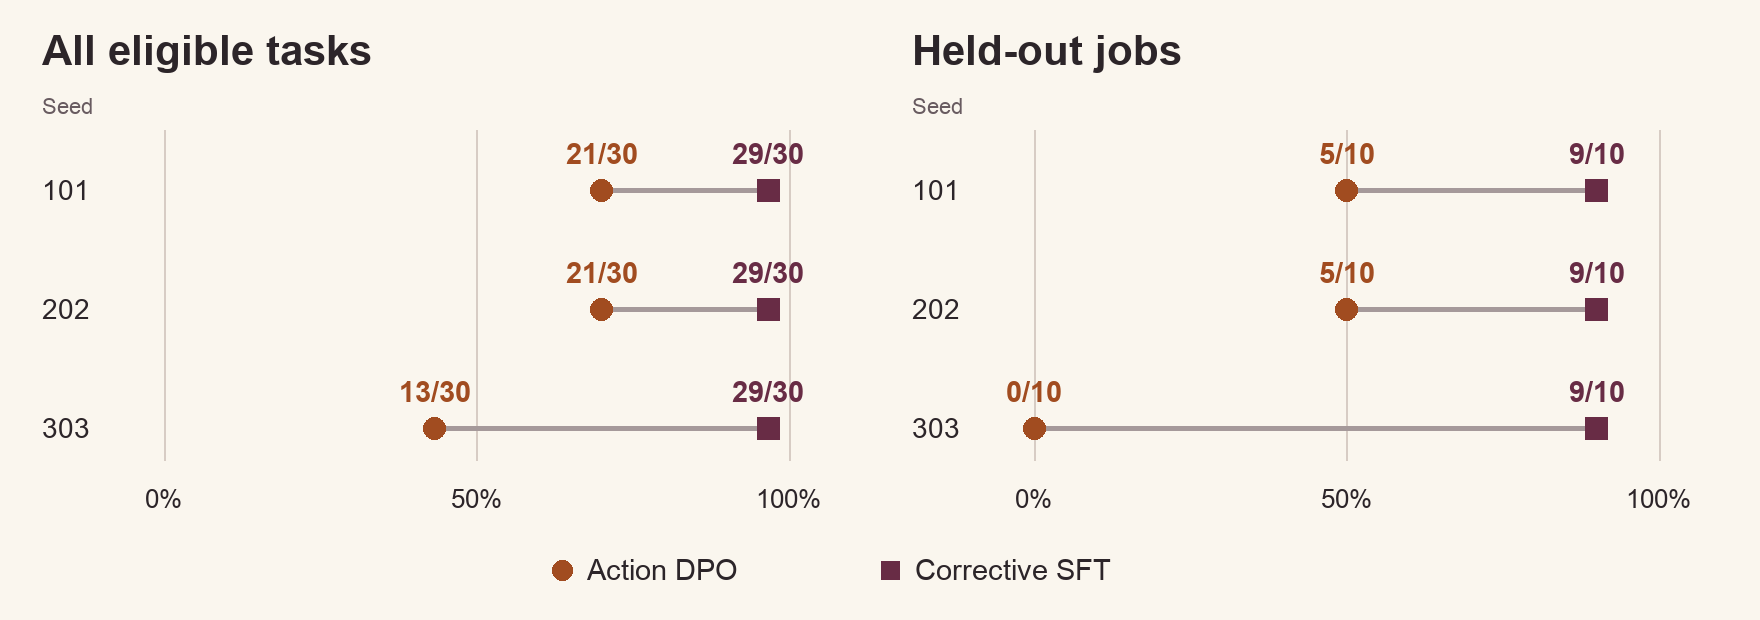 All eligible tasks
Seed
21/30 29/30
101
21/30 29/30
202
13/30 29/30
303
0% 50% 100%
Held-out jobs
Seed
5/10 9/10
101
5/10 9/10
202
0/10 9/10
303
0% 50% 100%
Action DPO Corrective SFT